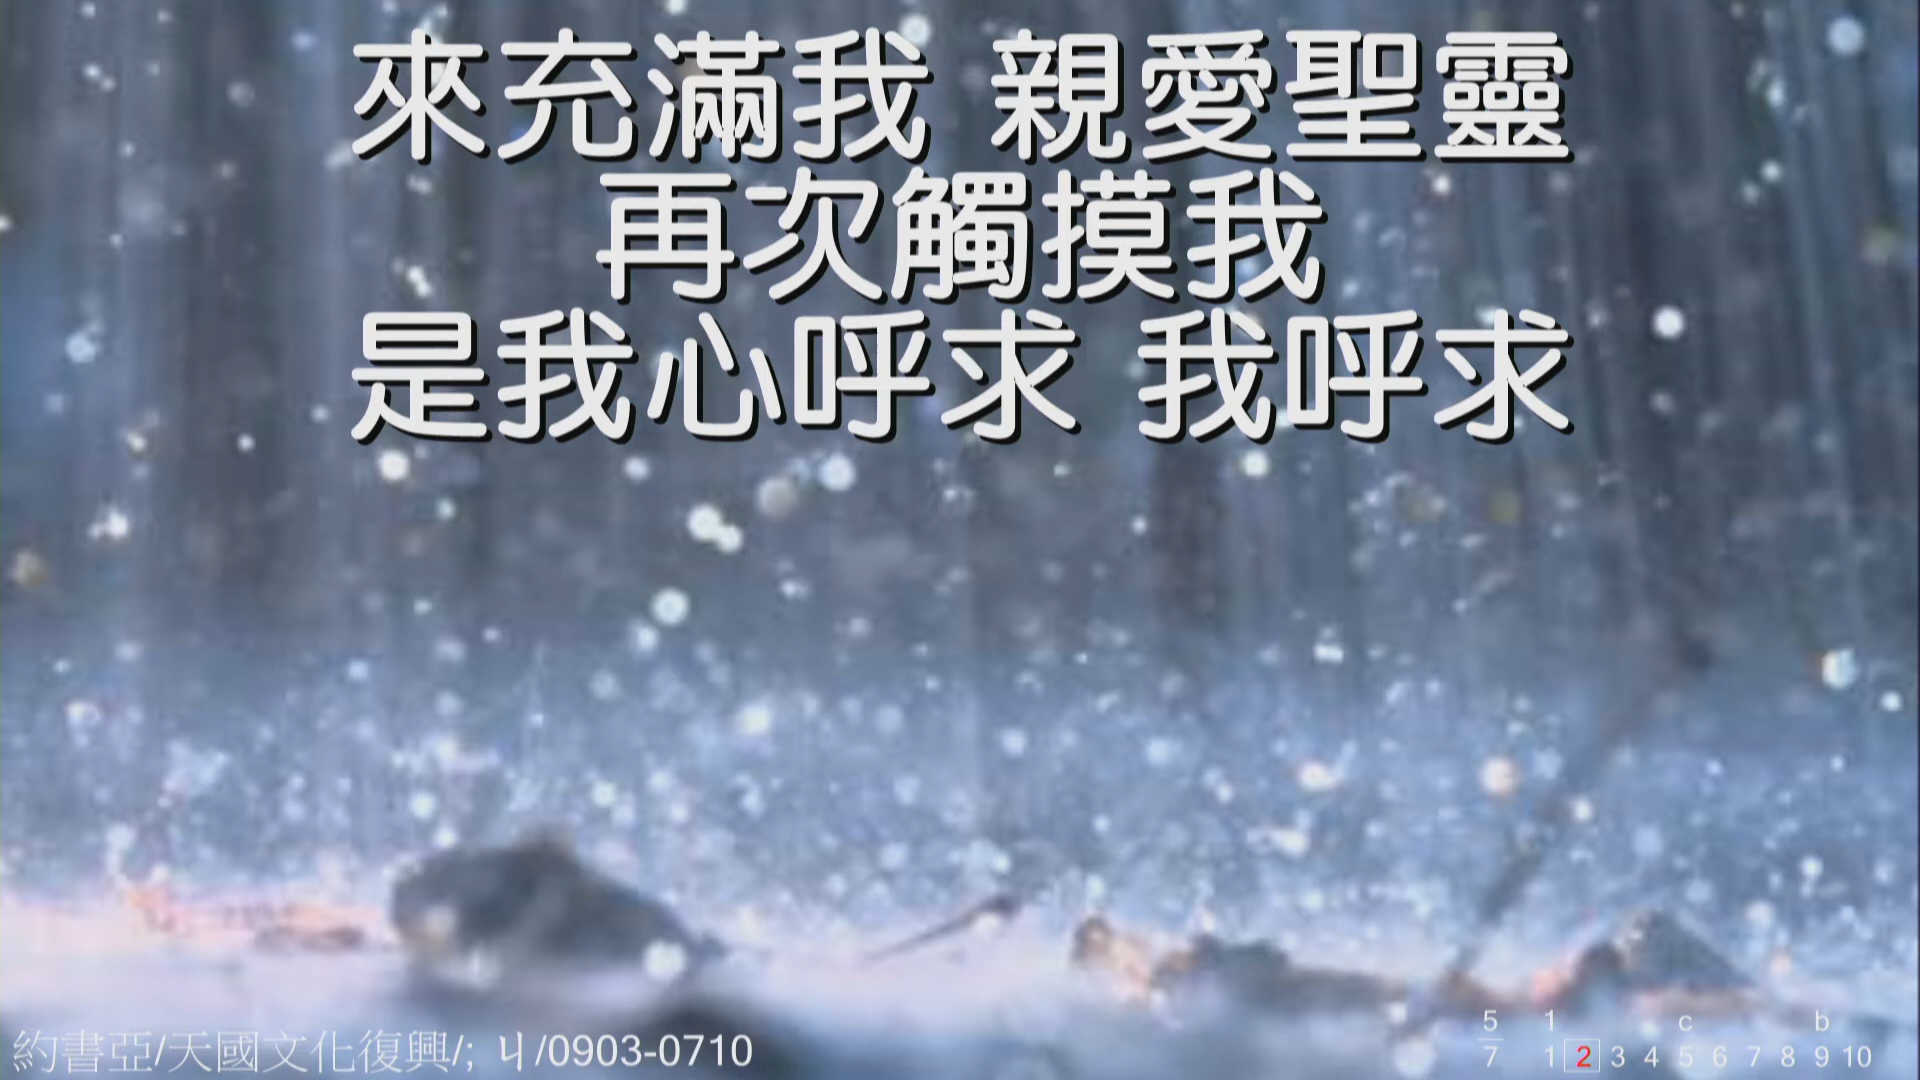 來充滿我 親愛聖靈
再次觸摸我
是我心呼求 我呼求
約書亞/天國文化復興/; ㄐ/0903-0710
5 1 c b
7 1 2 3 4 5 6 7 8 9 10